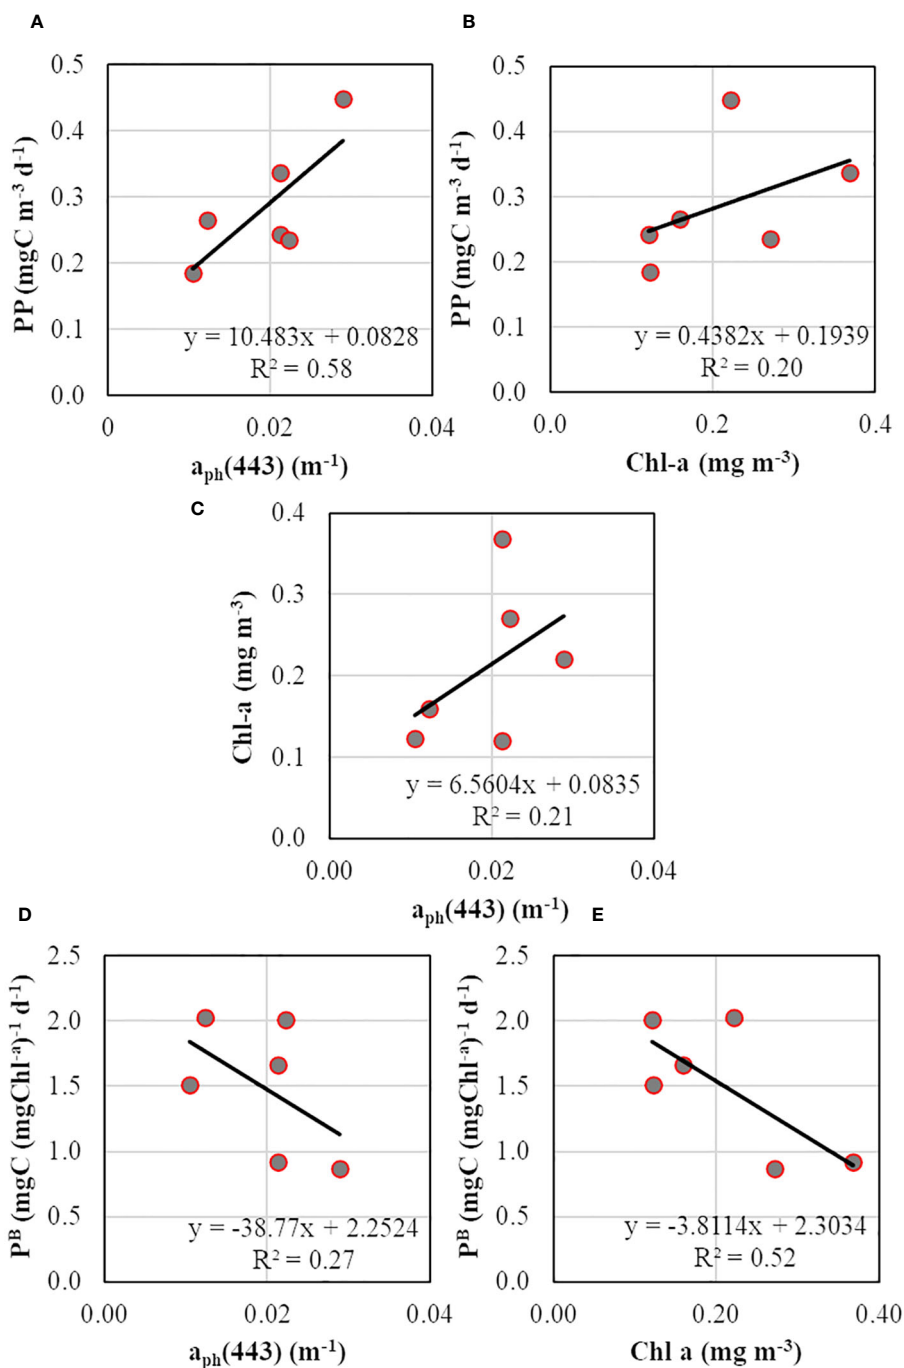 A
PP (mgC m⁻³ d⁻¹)
0.5
0.4
0.3
0.2
0.1
0.0
y = 10.483x + 0.0828
R² = 0.58
0
0.02
0.04
aₚₕ(443) (m⁻¹)
B
PP (mgC m⁻³ d⁻¹)
0.5
0.4
0.3
0.2
0.1
0.0
y = 0.4382x + 0.1939
R² = 0.20
0.0
0.2
0.4
Chl-a (mg m⁻³)
C
Chl-a (mg m⁻³)
0.4
0.3
0.2
0.1
0.0
y = 6.5604x + 0.0835
R² = 0.21
0.00
0.02
0.04
aₚₕ(443) (m⁻¹)
D
Pᴮ (mgC (mgChl⁻ᵃ)⁻¹ d⁻¹)
2.5
2.0
1.5
1.0
0.5
0.0
y = -38.77x + 2.2524
R² = 0.27
0.00
0.02
0.04
aₚₕ(443) (m⁻¹)
E
Pᴮ (mgC (mgChl⁻ᵃ)⁻¹ d⁻¹)
2.5
2.0
1.5
1.0
0.5
0.0
y = -3.8114x + 2.3034
R² = 0.52
0.00
0.20
0.40
Chl a (mg m⁻³)